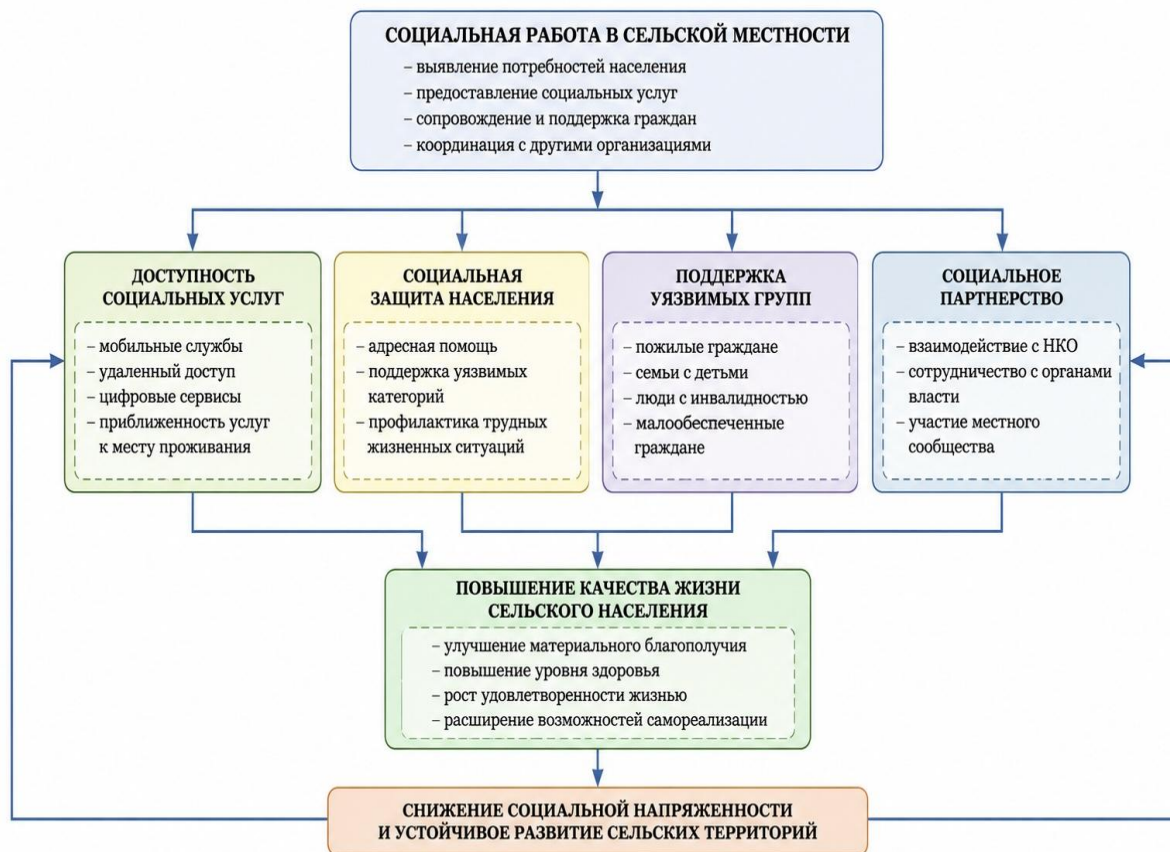 СОЦИАЛЬНАЯ РАБОТА В СЕЛЬСКОЙ МЕСТНОСТИ
– выявление потребностей населения
– предоставление социальных услуг
– сопровождение и поддержка граждан
– координация с другими организациями
ДОСТУПНОСТЬ
СОЦИАЛЬНЫХ УСЛУГ
– мобильные службы
– удаленный доступ
– цифровые сервисы
– приближенность услуг
к месту проживания
СОЦИАЛЬНАЯ
ЗАЩИТА НАСЕЛЕНИЯ
– адресная помощь
– поддержка уязвимых
категорий
– профилактика трудных
жизненных ситуаций
ПОДДЕРЖКА
УЯЗВИМЫХ ГРУПП
– пожилые граждане
– семьи с детьми
– люди с инвалидностью
– малообеспеченные
граждане
СОЦИАЛЬНОЕ
ПАРТНЕРСТВО
– взаимодействие с НКО
– сотрудничество с органами
власти
– участие местного
сообщества
ПОВЫШЕНИЕ КАЧЕСТВА ЖИЗНИ
СЕЛЬСКОГО НАСЕЛЕНИЯ
– улучшение материального благополучия
– повышение уровня здоровья
– рост удовлетворенности жизнью
– расширение возможностей самореализации
СНИЖЕНИЕ СОЦИАЛЬНОЙ НАПРЯЖЕННОСТИ
И УСТОЙЧИВОЕ РАЗВИТИЕ СЕЛЬСКИХ ТЕРРИТОРИЙ